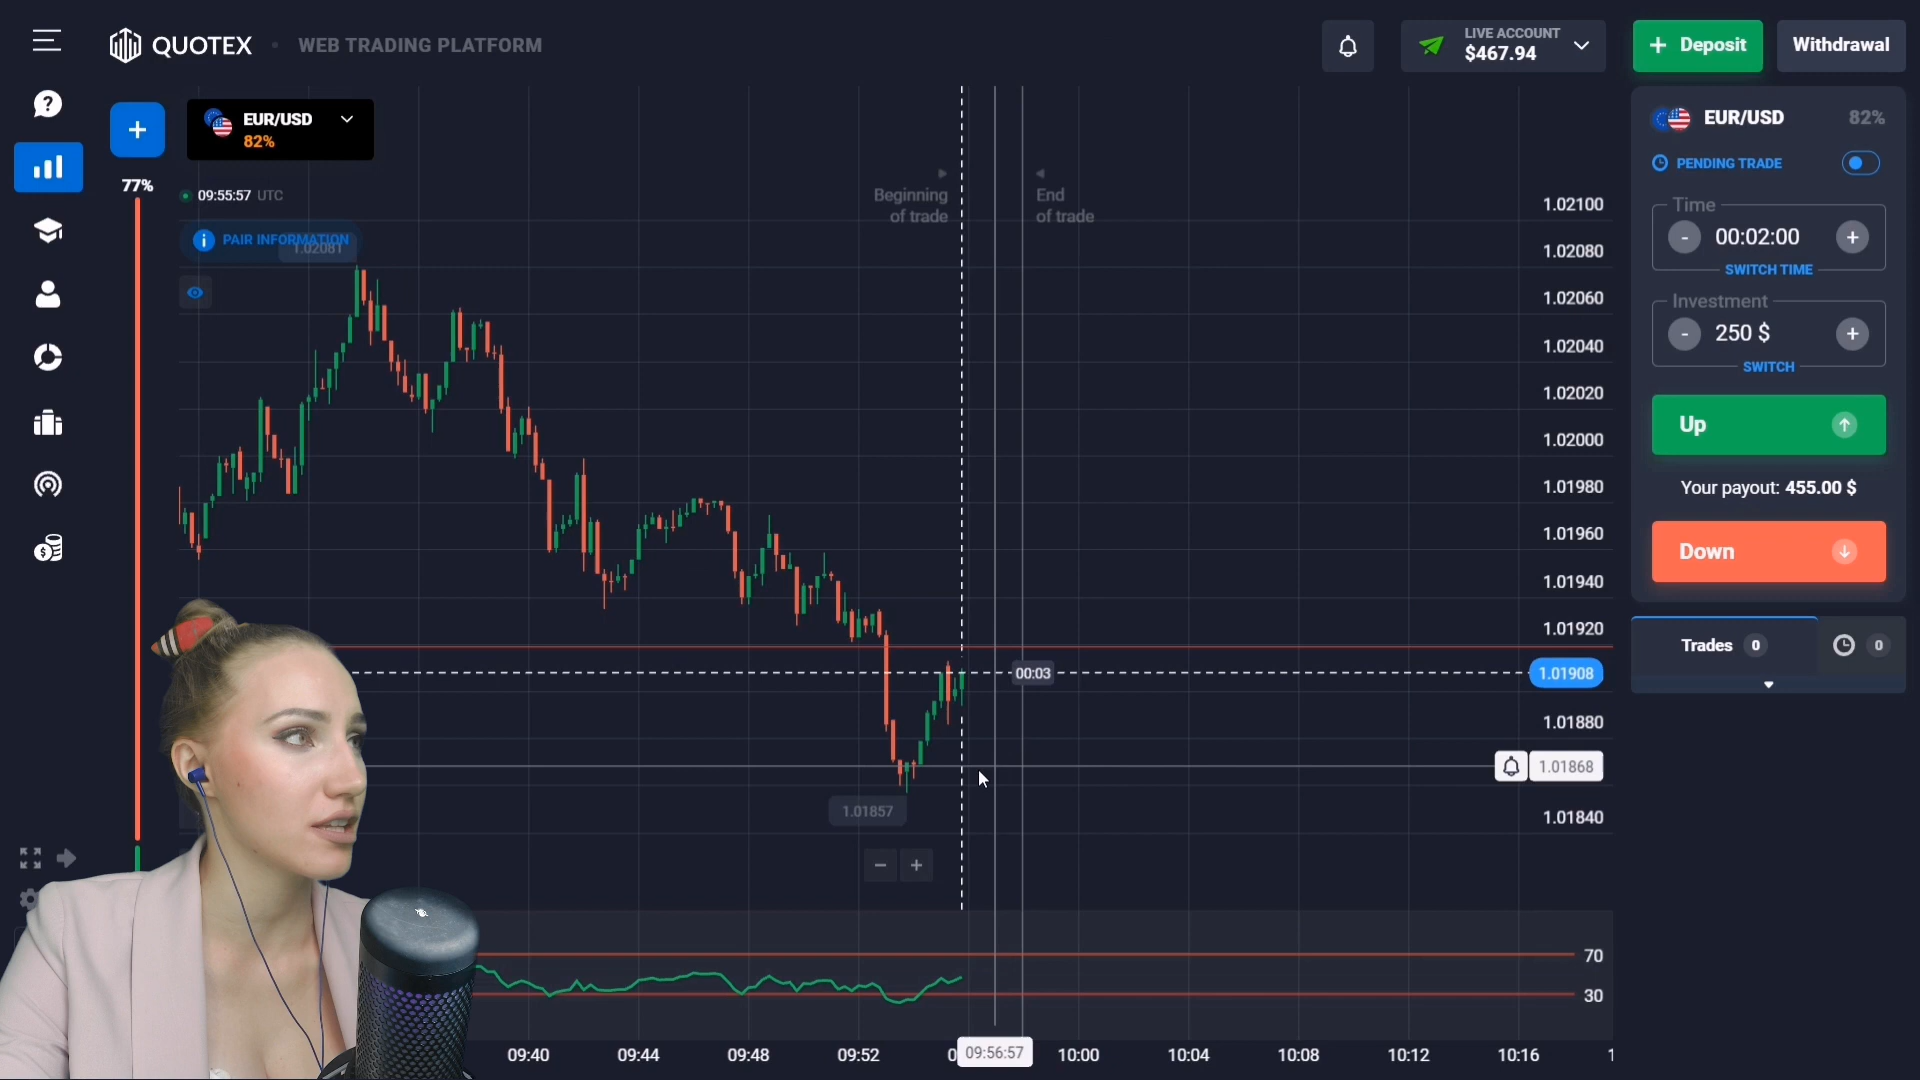 QUOTEX
WEB TRADING PLATFORM
LIVE ACCOUNT
$467.94
Deposit
Withdrawal
EUR/USD
82%
77%
09:55:57 UTC
PAIR INFORMATION
1.02081
Beginning
of trade
End
of trade
1.02100
1.02080
1.02060
1.02040
1.02020
1.02000
1.01980
1.01960
1.01940
1.01920
00:03
1.01908
1.01880
1.01868
1.01857
1.01840
70
30
09:40
09:44
09:48
09:52
09:56:57
10:00
10:04
10:08
10:12
10:16
EUR/USD
82%
PENDING TRADE
Time
- 00:02:00 +
SWITCH TIME
Investment
- 250 $ +
SWITCH
Up
Your payout: 455.00 $
Down
Trades 0
0